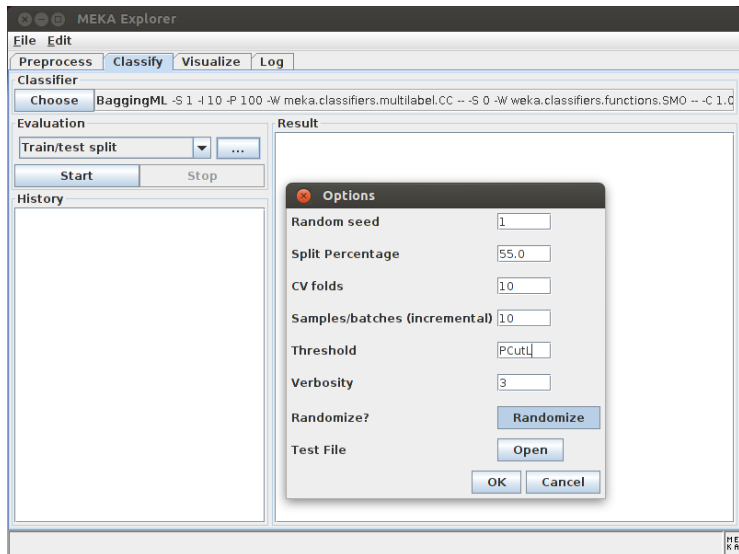 MEKA Explorer
File Edit
Preprocess Classify Visualize Log
Classifier
Choose BaggingML -S 1 -I 10 -P 100 -W meka.classifiers.multilabel.CC -- -S 0 -W weka.classifiers.functions.SMO -- -C 1.0
Evaluation
Train/test split ...
Start Stop
History
Result
Options
Random seed 1
Split Percentage 55.0
CV folds 10
Samples/batches (incremental) 10
Threshold PCutL
Verbosity 3
Randomize? Randomize
Test File Open
OK Cancel
ME
KA